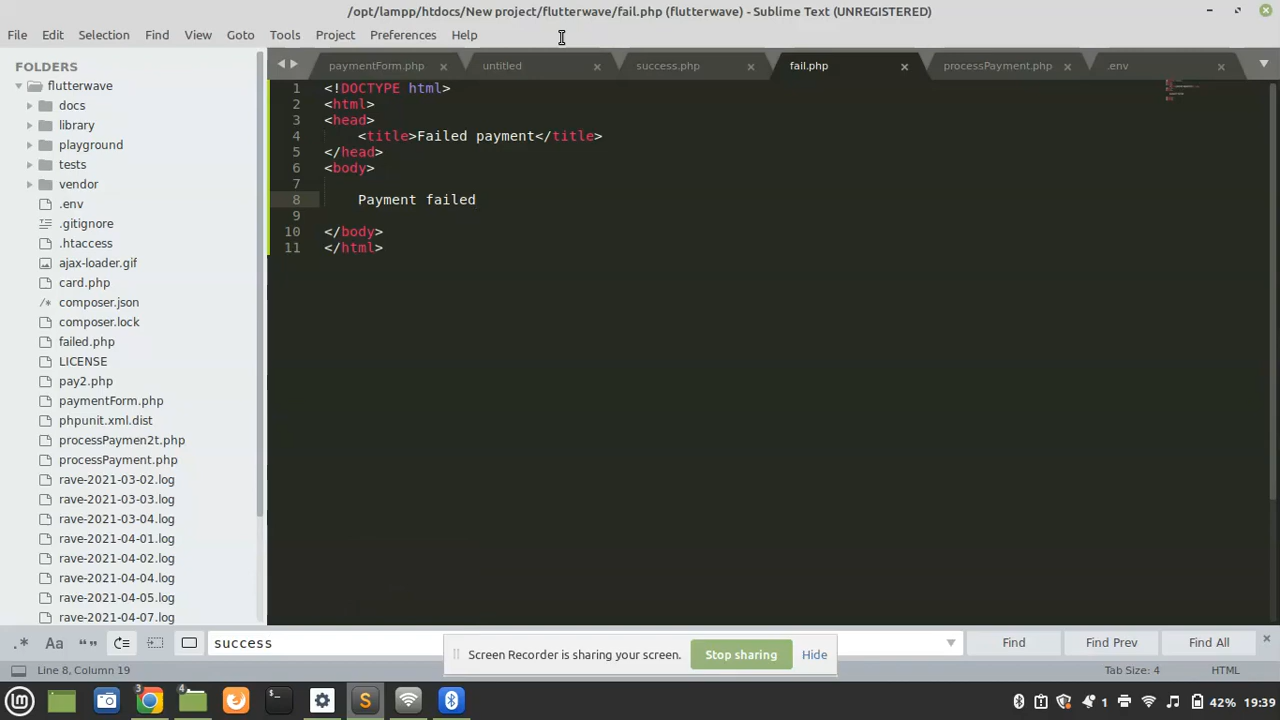 /opt/lampp/htdocs/New project/flutterwave/fail.php (flutterwave) - Sublime Text (UNREGISTERED)
File Edit Selection Find View Goto Tools Project Preferences Help
FOLDERS
flutterwave
docs
library
playground
tests
vendor
.env
.gitignore
.htaccess
ajax-loader.gif
card.php
/* composer.json
composer.lock
failed.php
LICENSE
pay2.php
paymentForm.php
phpunit.xml.dist
processPaymen2t.php
processPayment.php
rave-2021-03-02.log
rave-2021-03-03.log
rave-2021-03-04.log
rave-2021-04-01.log
rave-2021-04-02.log
rave-2021-04-04.log
rave-2021-04-05.log
rave-2021-04-07.log
paymentForm.php × untitled × success.php × fail.php × processPayment.php × .env ×
1 <!DOCTYPE html>
2 <html>
3 <head>
4 <title>Failed payment</title>
5 </head>
6 <body>
7
8 Payment failed
9
10 </body>
11 </html>
.* Aa “ ” success Find Find Prev Find All ×
Screen Recorder is sharing your screen. Stop sharing Hide
Line 8, Column 19 Tab Size: 4 HTML
3 4 S 1 42% 19:39